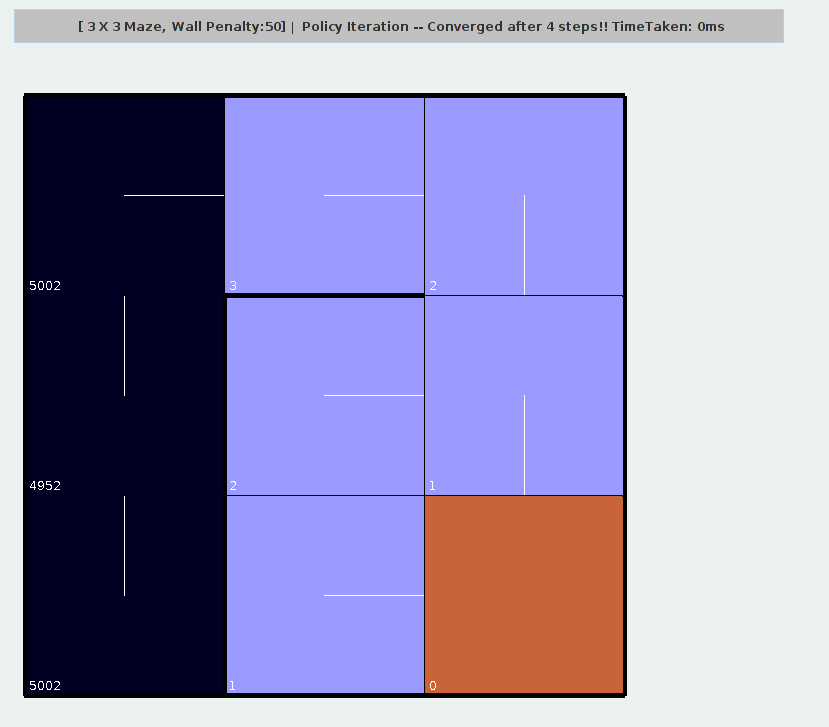 [ 3 X 3 Maze, Wall Penalty:50] | Policy Iteration -- Converged after 4 steps!! TimeTaken: 0ms
5002 3 2
4952 2 1
5002 1 0